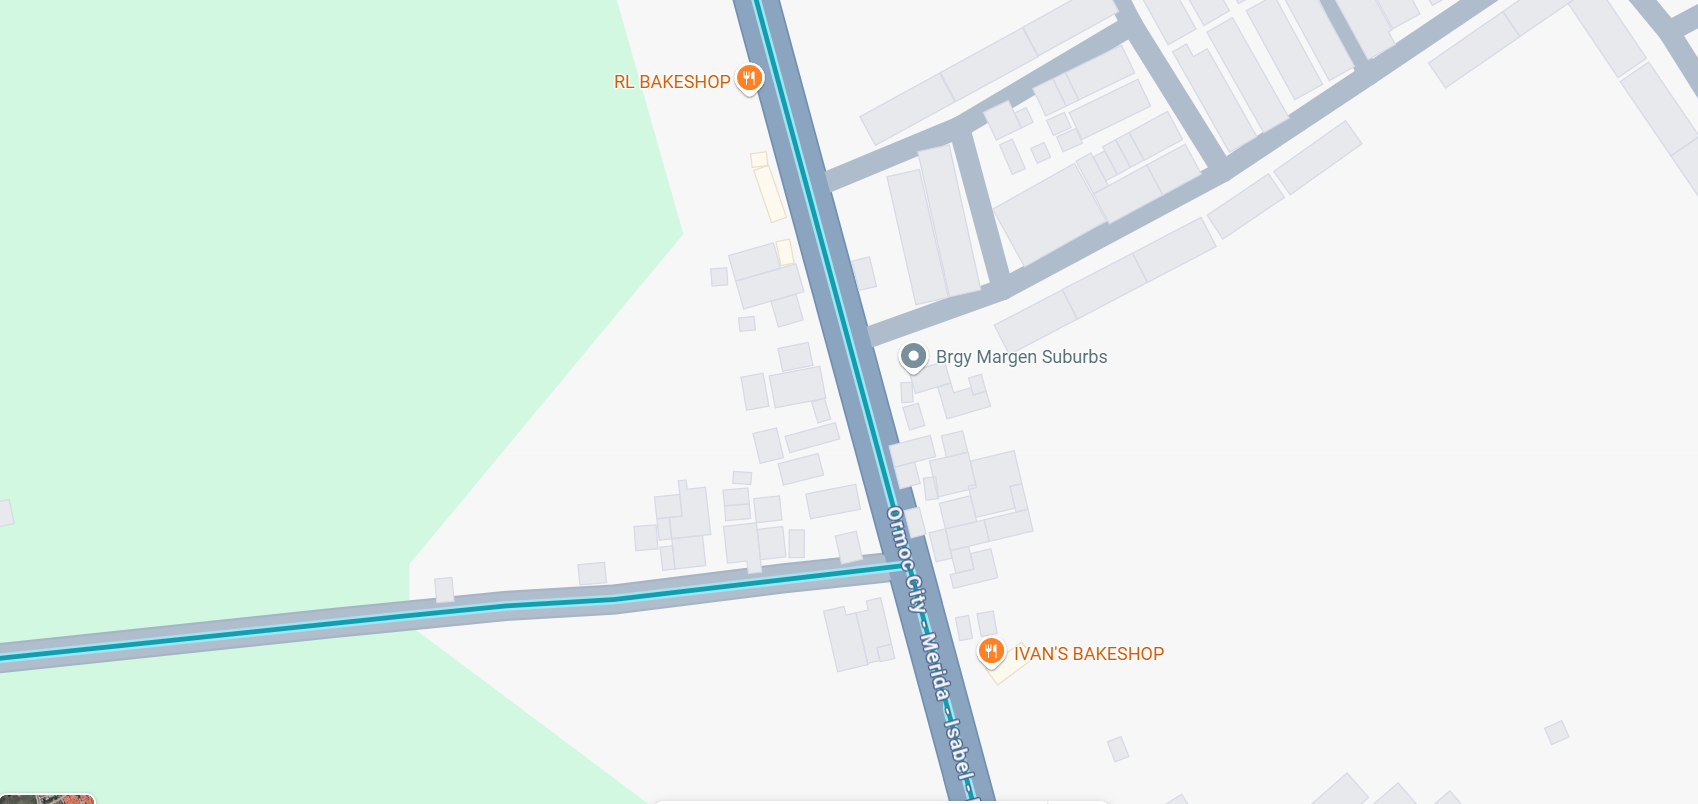 RL BAKESHOP
Brgy Margen Suburbs
Ormoc City - Merida - Isabel -
IVAN'S BAKESHOP